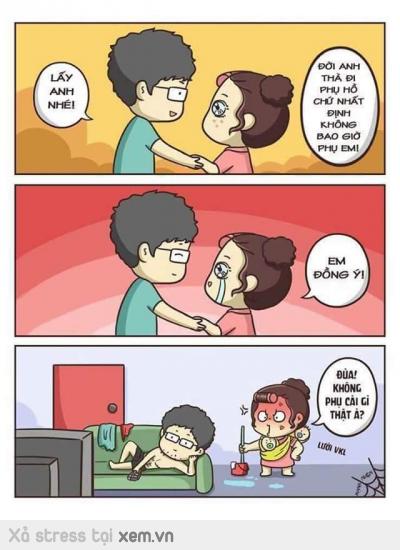 LẤY
ANH
NHÉ!
ĐỜI ANH
THÀ ĐI
PHỤ HỒ
CHỨ NHẤT
ĐỊNH
KHÔNG
BAO GIỜ
PHỤ EM!
EM
ĐỒNG Ý!
ĐÙA!
KHÔNG
PHỤ CÁI GÌ
THẬT Á?
LƯỜI VKL
Xả stress tại xem.vn